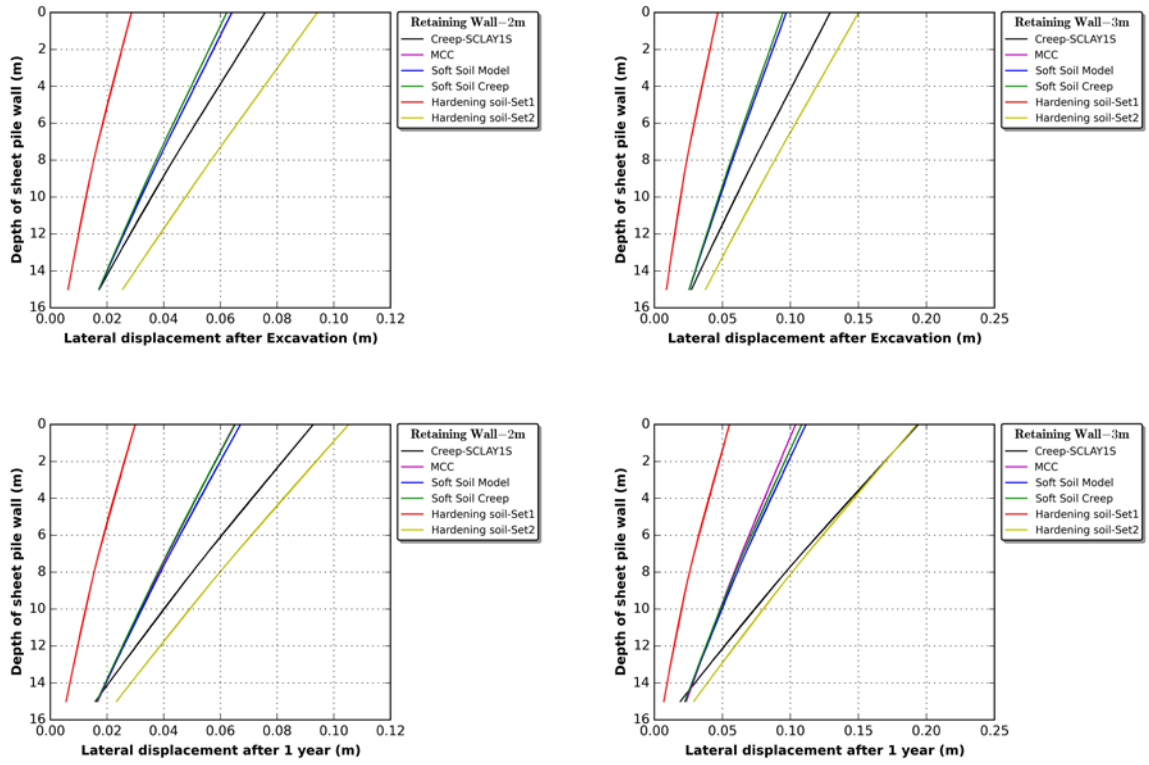 Retaining Wall–2m
Creep-SCLAY1S
MCC
Soft Soil Model
Soft Soil Creep
Hardening soil-Set1
Hardening soil-Set2
Depth of sheet pile wall (m)
0
2
4
6
8
10
12
14
16
0.00 0.02 0.04 0.06 0.08 0.10 0.12
Lateral displacement after Excavation (m)
Retaining Wall–3m
Creep-SCLAY1S
MCC
Soft Soil Model
Soft Soil Creep
Hardening soil-Set1
Hardening soil-Set2
Depth of sheet pile wall (m)
0
2
4
6
8
10
12
14
16
0.00 0.05 0.10 0.15 0.20 0.25
Lateral displacement after Excavation (m)
Retaining Wall–2m
Creep-SCLAY1S
MCC
Soft Soil Model
Soft Soil Creep
Hardening soil-Set1
Hardening soil-Set2
Depth of sheet pile wall (m)
0
2
4
6
8
10
12
14
16
0.00 0.02 0.04 0.06 0.08 0.10 0.12
Lateral displacement after 1 year (m)
Retaining Wall–3m
Creep-SCLAY1S
MCC
Soft Soil Model
Soft Soil Creep
Hardening soil-Set1
Hardening soil-Set2
Depth of sheet pile wall (m)
0
2
4
6
8
10
12
14
16
0.00 0.05 0.10 0.15 0.20 0.25
Lateral displacement after 1 year (m)